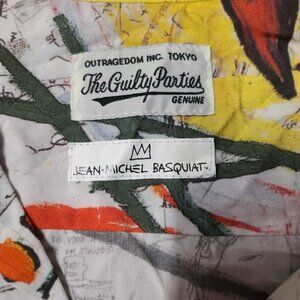 OUTRAGEDOM INC. TOKYO
The Guilty Parties
GENUINE
JEAN-MICHEL BASQUIAT